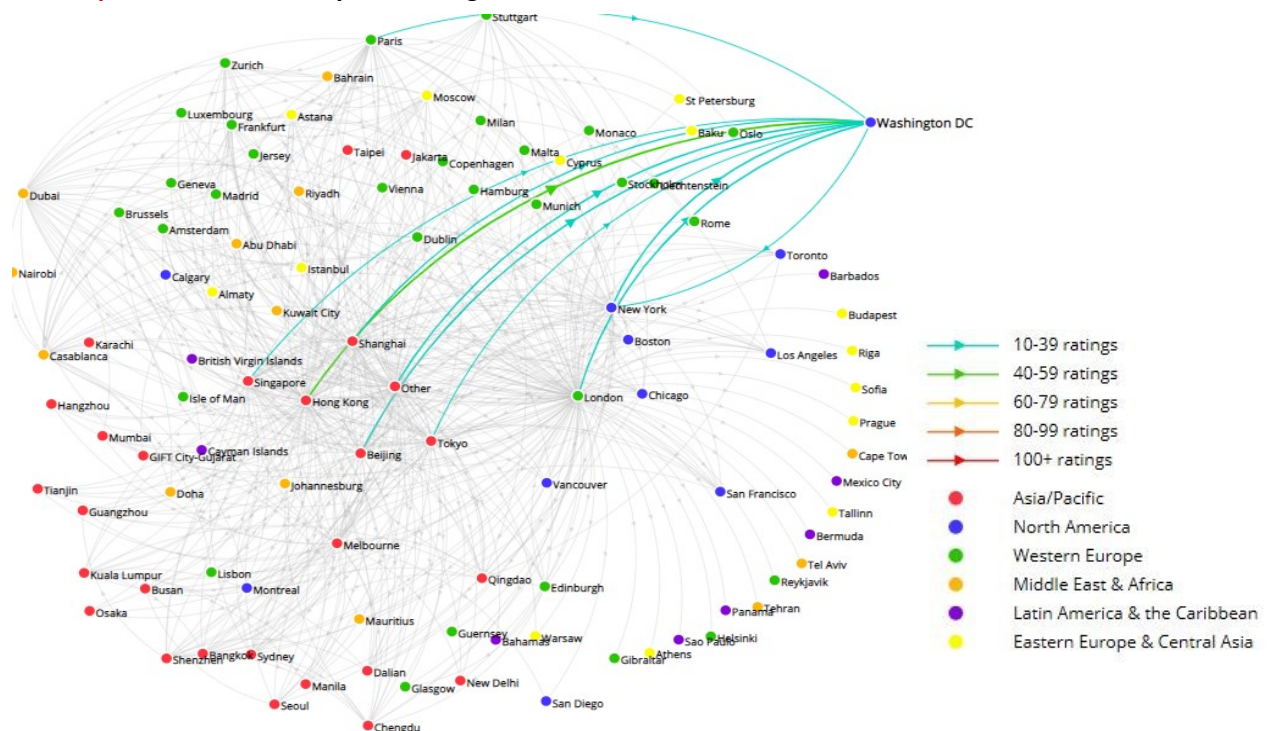 Stuttgart
Paris
Zurich
Bahrain
Moscow
St Petersburg
Luxembourg
Astana
Frankfurt
Milan
Monaco
Baku
Oslo
Washington DC
Jersey
Taipei
Jakarta
Copenhagen
Malta
Cyprus
Geneva
Madrid
Riyadh
Vienna
Hamburg
Stockholm
Liechtenstein
Dubai
Brussels
Munich
Amsterdam
Rome
Abu Dhabi
Dublin
Toronto
Nairobi
Calgary
Istanbul
Barbados
Almaty
Kuwait City
New York
Budapest
Karachi
Shanghai
Boston
Casablanca
British Virgin Islands
Los Angeles
Riga
Singapore
Other
Isle of Man
Hong Kong
London
Chicago
Sofia
Hangzhou
Prague
Mumbai
Tokyo
GIFT City-Gujarat
Cayman Islands
Beijing
Cape Tow
Tianjin
Doha
Johannesburg
Vancouver
San Francisco
Mexico City
Guangzhou
Tallinn
Melbourne
Bermuda
Kuala Lumpur
Lisbon
Qingdao
Tel Aviv
Busan
Montreal
Edinburgh
Reykjavik
Osaka
Mauritius
Panama
Tehran
Guernsey
Bahamas
Warsaw
Sao Paulo
Helsinki
Shenzhen
Bangkok
Sydney
Gibraltar
Athens
Manila
Dalian
Glasgow
New Delhi
Seoul
San Diego
Chengdu
10-39 ratings
40-59 ratings
60-79 ratings
80-99 ratings
100+ ratings
Asia/Pacific
North America
Western Europe
Middle East & Africa
Latin America & the Caribbean
Eastern Europe & Central Asia